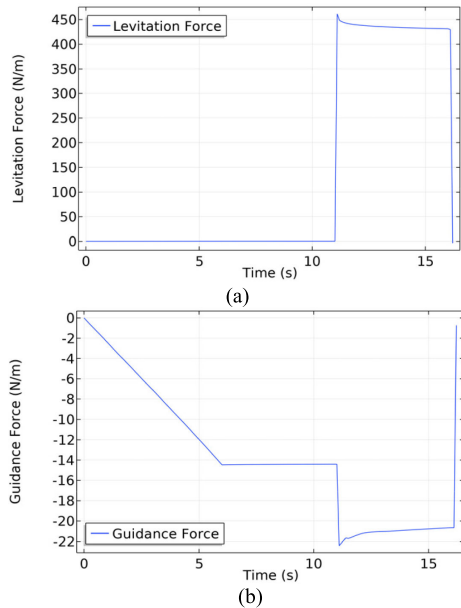 450
Levitation Force
400
350
300
250
200
150
100
50
0
Levitation Force (N/m)
0 5 10 15
Time (s)
(a)
0
-2
-4
-6
-8
-10
-12
-14
-16
-18
-20
-22
Guidance Force (N/m)
Guidance Force
0 5 10 15
Time (s)
(b)